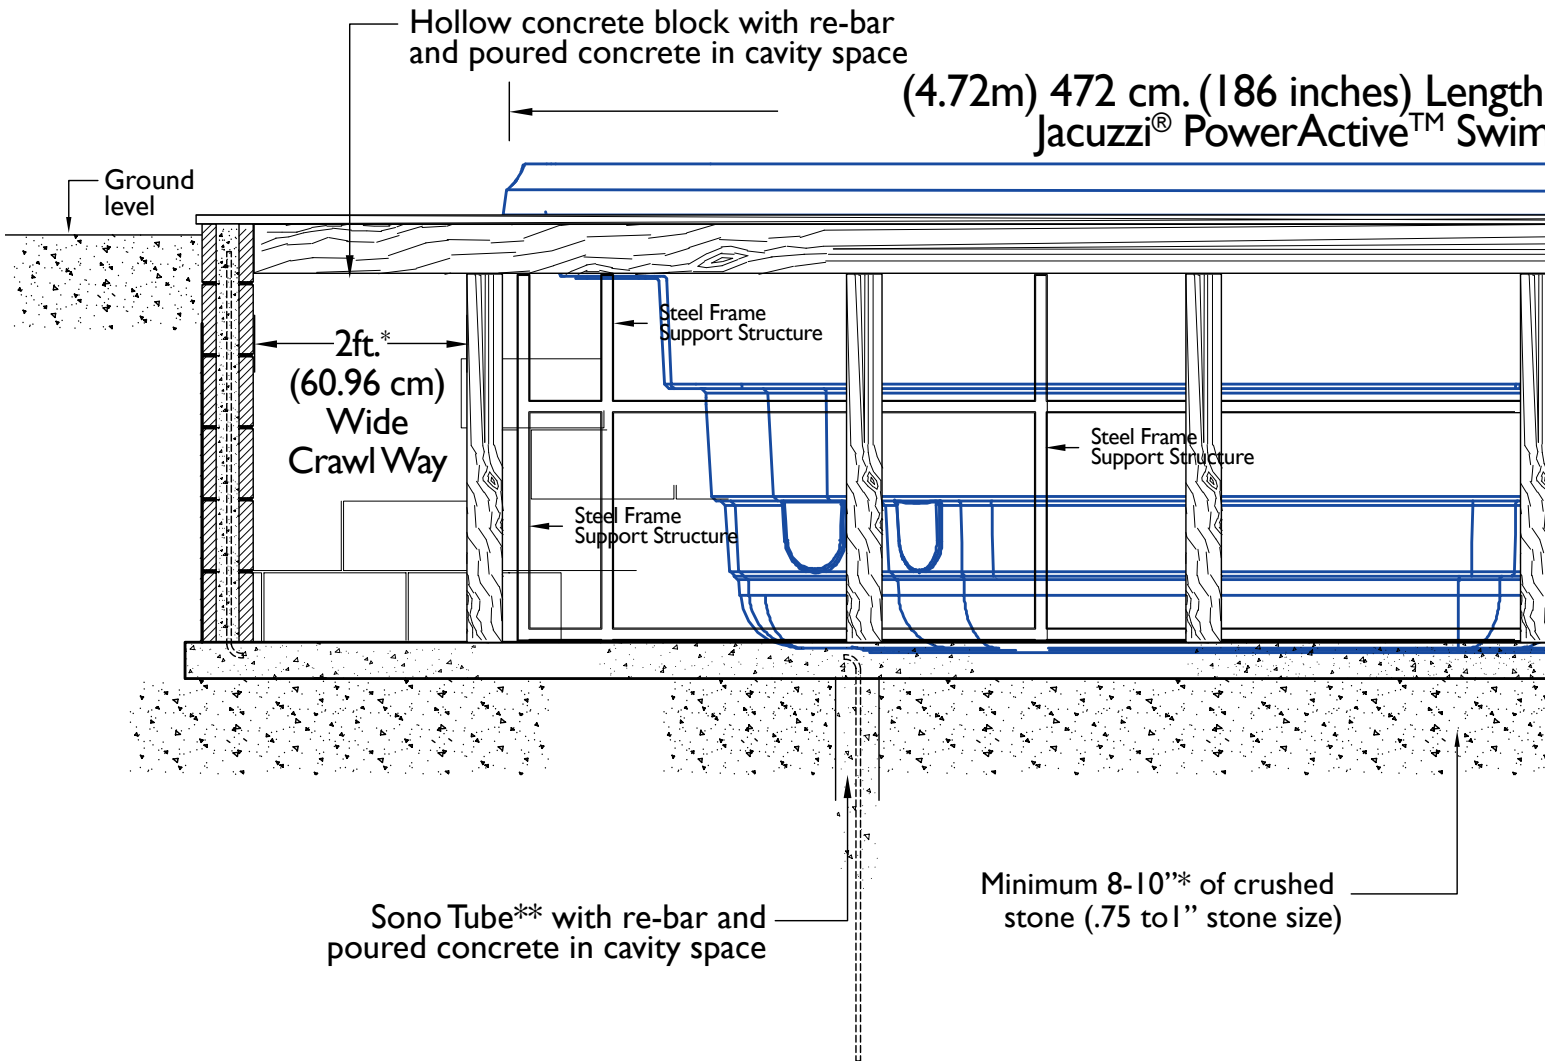 Hollow concrete block with re-bar
and poured concrete in cavity space
(4.72m) 472 cm. (186 inches) Length
Jacuzzi® PowerActive™ Swim
Ground
level
Steel Frame
Support Structure
2ft.*
(60.96 cm)
Wide
Crawl Way
Steel Frame
Support Structure
Steel Frame
Support Structure
Minimum 8-10”* of crushed
stone (.75 to1” stone size)
Sono Tube** with re-bar and
poured concrete in cavity space